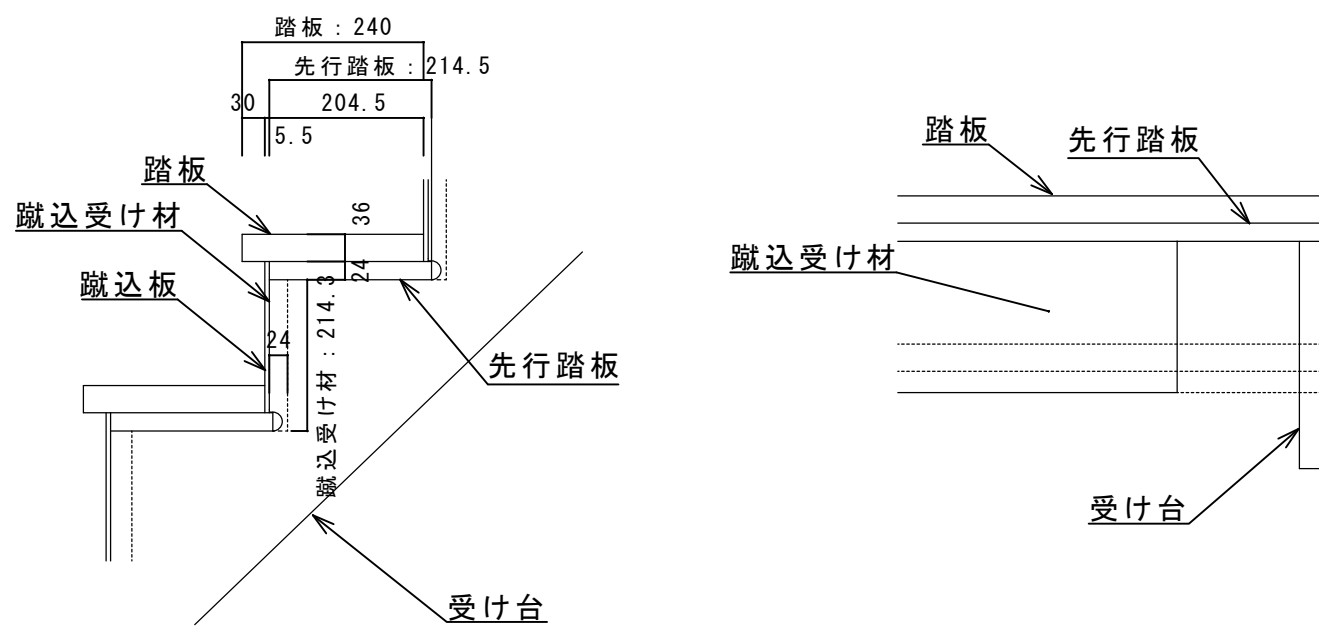 踏板：240
先行踏板：214.5
30
204.5
5.5
踏板
蹴込受け材
蹴込板
36
24
24
蹴込受け材：214.3
先行踏板
受け台
踏板
先行踏板
蹴込受け材
受け台